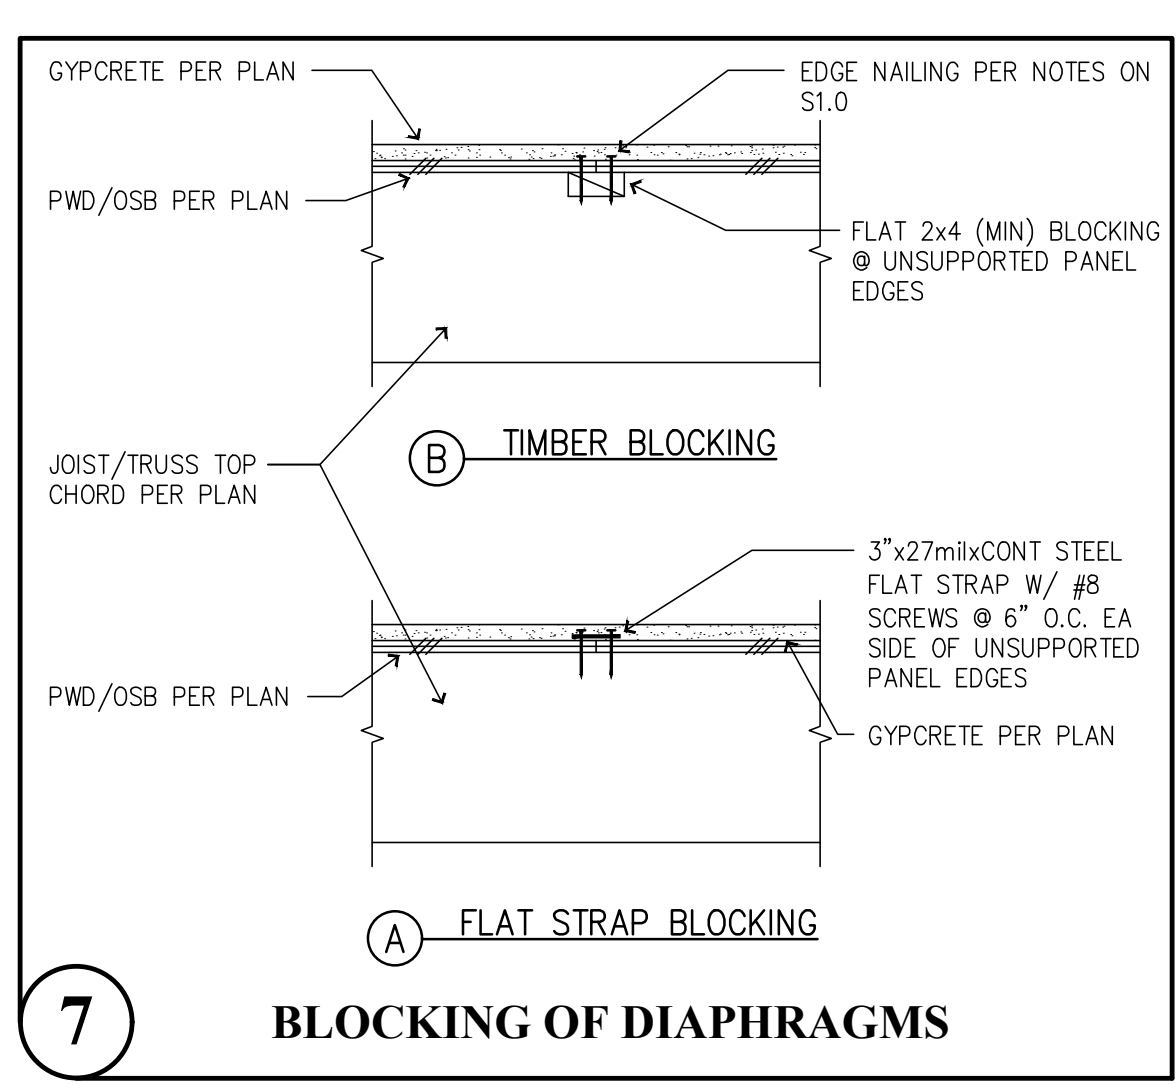 GYPCRETE PER PLAN
EDGE NAILING PER NOTES ON
S1.0
PWD/OSB PER PLAN
FLAT 2x4 (MIN) BLOCKING
@ UNSUPPORTED PANEL
EDGES
B TIMBER BLOCKING
JOIST/TRUSS TOP
CHORD PER PLAN
3"x27milxCONT STEEL
FLAT STRAP W/ #8
SCREWS @ 6" O.C. EA
SIDE OF UNSUPPORTED
PANEL EDGES
PWD/OSB PER PLAN
GYPCRETE PER PLAN
A FLAT STRAP BLOCKING
7 BLOCKING OF DIAPHRAGMS